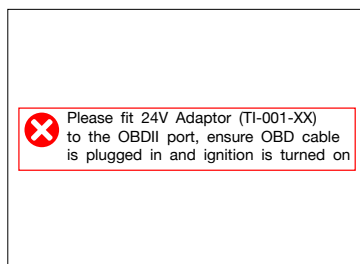 Please fit 24V Adaptor (TI-001-XX)
to the OBDII port, ensure OBD cable
is plugged in and ignition is turned on